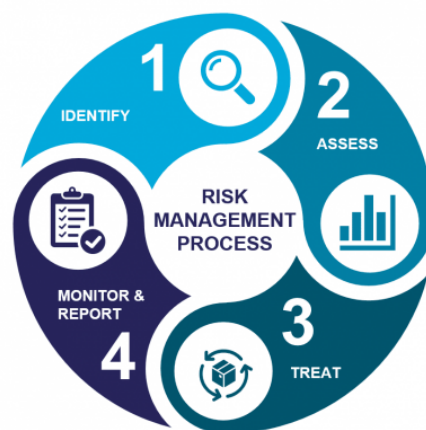 1
IDENTIFY
2
ASSESS
RISK
MANAGEMENT
PROCESS
3
TREAT
MONITOR &
REPORT
4